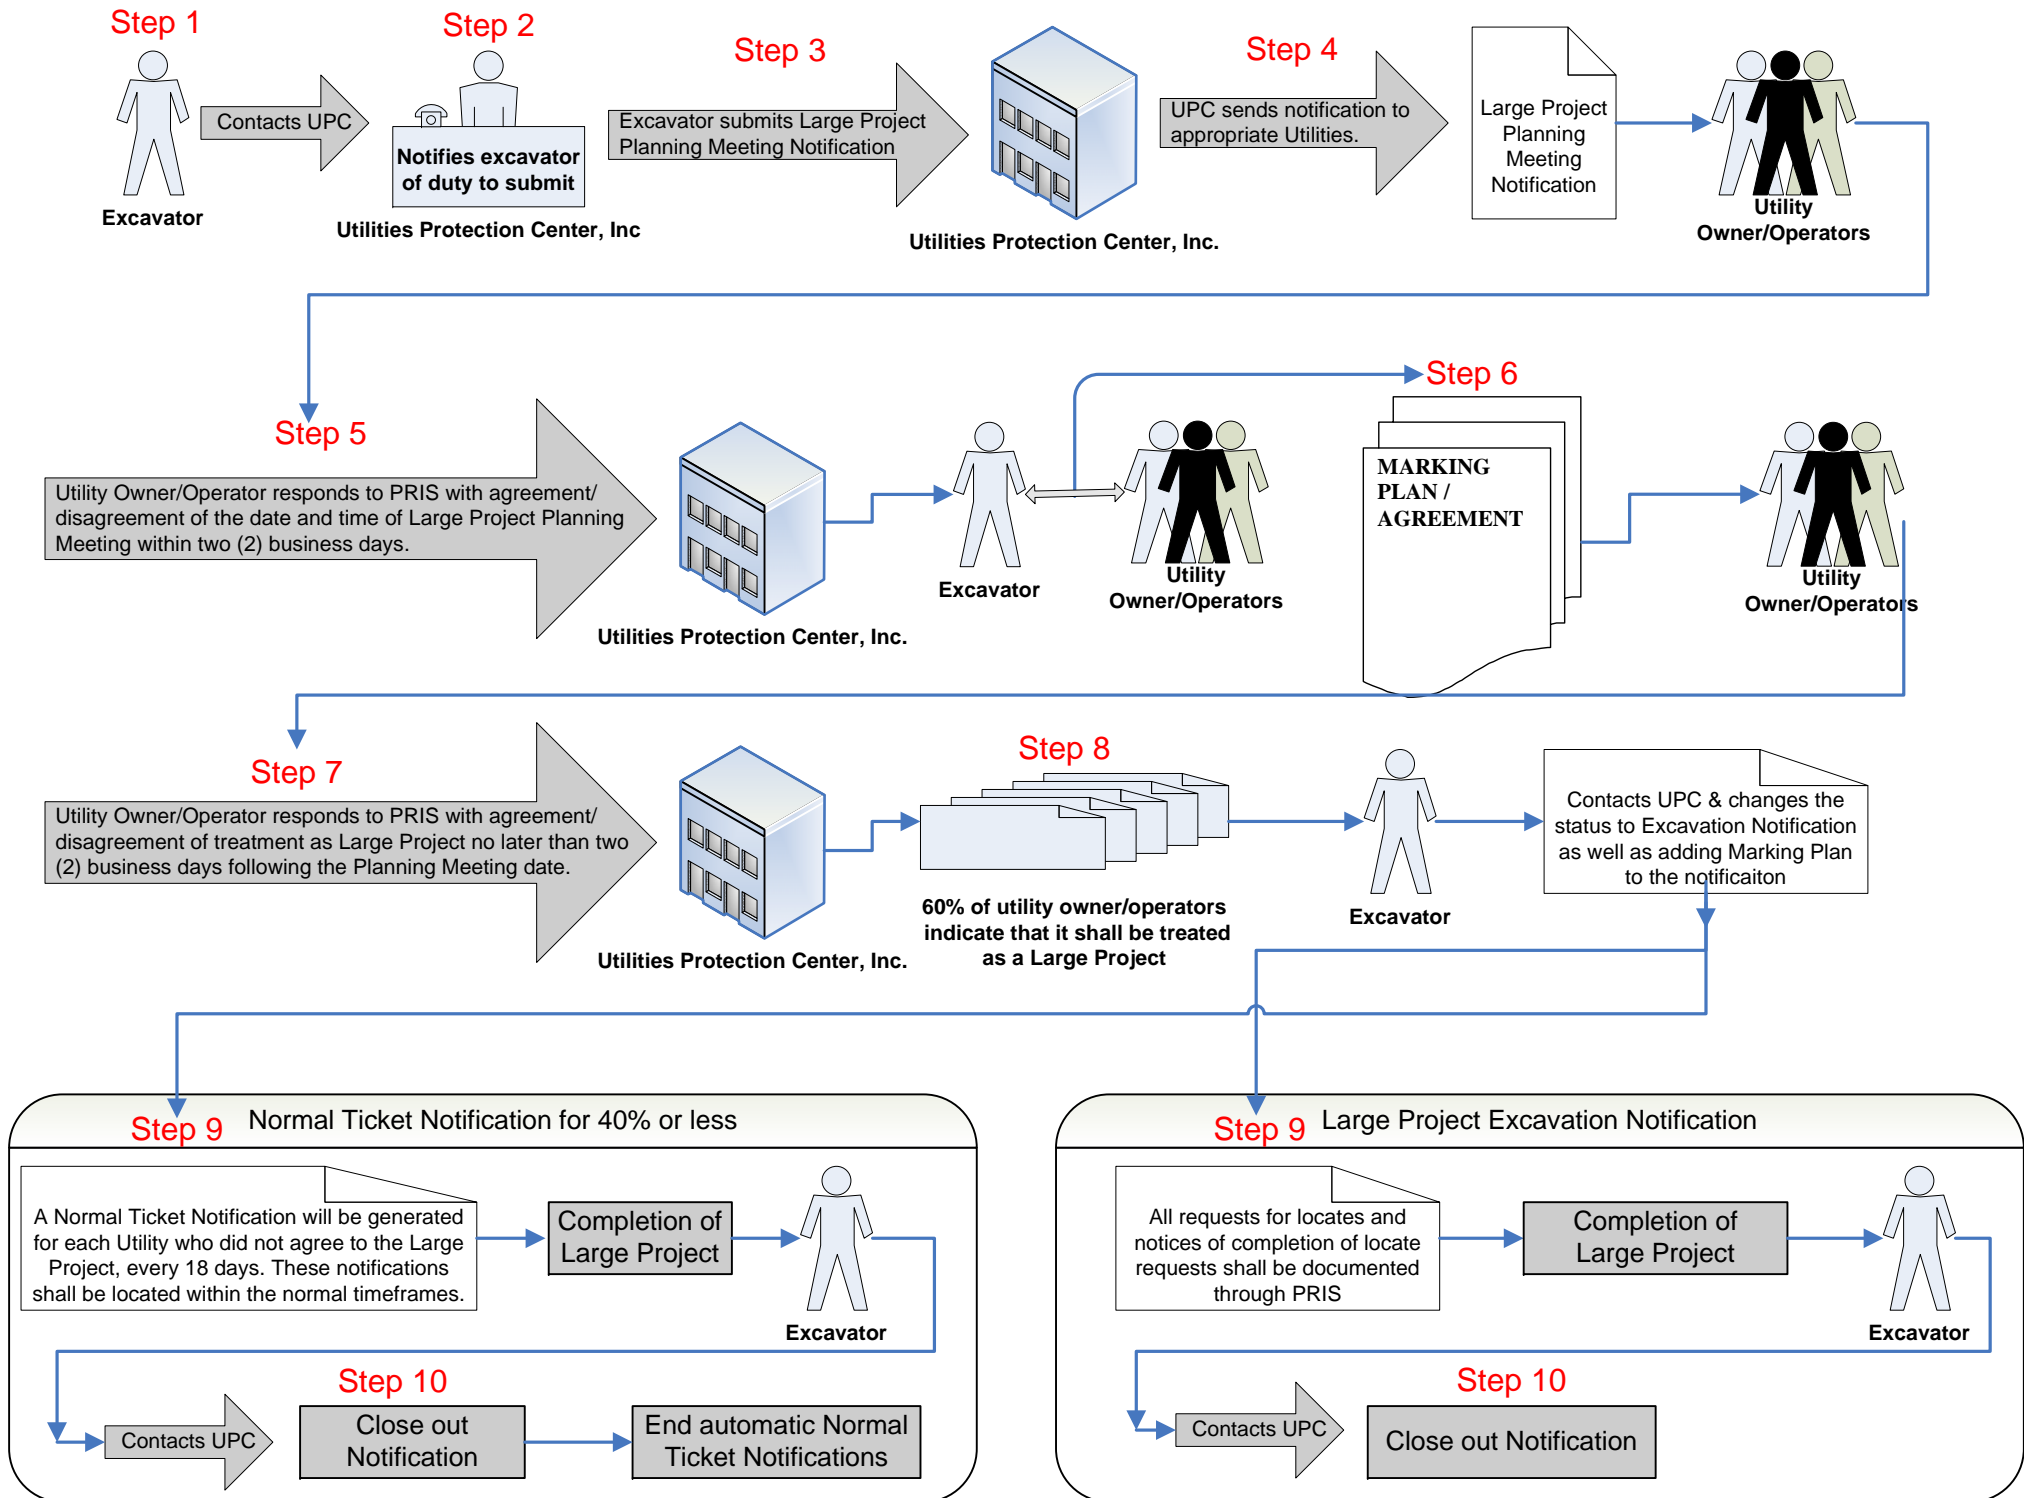 Step 1
Contacts UPC
Excavator
Step 2
Notifies excavator
of duty to submit
Utilities Protection Center, Inc
Step 3
Excavator submits Large Project
Planning Meeting Notification
Utilities Protection Center, Inc.
Step 4
UPC sends notification to
appropriate Utilities.
Large Project
Planning
Meeting
Notification
Utility
Owner/Operators
Step 5
Utility Owner/Operator responds to PRIS with agreement/
disagreement of the date and time of Large Project Planning
Meeting within two (2) business days.
Utilities Protection Center, Inc.
Excavator
Utility
Owner/Operators
Step 6
MARKING
PLAN /
AGREEMENT
Utility
Owner/Operators
Step 7
Utility Owner/Operator responds to PRIS with agreement/
disagreement of treatment as Large Project no later than two
(2) business days following the Planning Meeting date.
Utilities Protection Center, Inc.
Step 8
60% of utility owner/operators
indicate that it shall be treated
as a Large Project
Excavator
Contacts UPC & changes the
status to Excavation Notification
as well as adding Marking Plan
to the notificaiton
Step 9
Normal Ticket Notification for 40% or less
A Normal Ticket Notification will be generated
for each Utility who did not agree to the Large
Project, every 18 days. These notifications
shall be located within the normal timeframes.
Completion of
Large Project
Excavator
Contacts UPC
Step 10
Close out
Notification
End automatic Normal
Ticket Notifications
Step 9
Large Project Excavation Notification
All requests for locates and
notices of completion of locate
requests shall be documented
through PRIS
Completion of
Large Project
Excavator
Contacts UPC
Step 10
Close out Notification